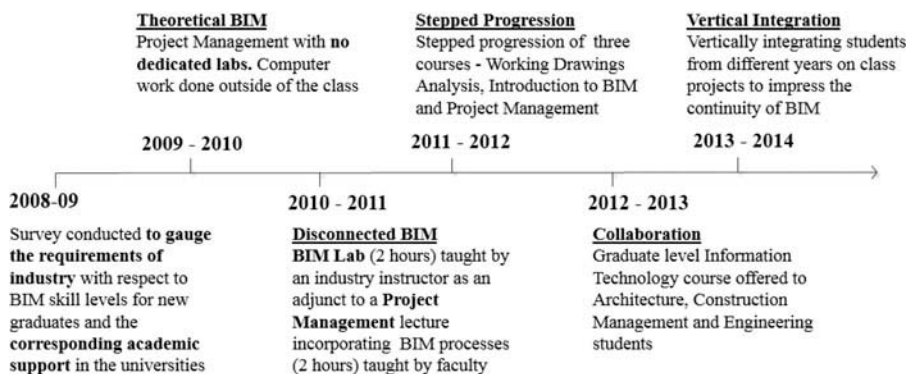 Theoretical BIM
Project Management with no
dedicated labs. Computer
work done outside of the class
Stepped Progression
Stepped progression of three
courses - Working Drawings
Analysis, Introduction to BIM
and Project Management
Vertical Integration
Vertically integrating students
from different years on class
projects to impress the
continuity of BIM
2009 - 2010
2011 - 2012
2013 - 2014
2008-09
2010 - 2011
2012 - 2013
Survey conducted to gauge
the requirements of
industry with respect to
BIM skill levels for new
graduates and the
corresponding academic
support in the universities
Disconnected BIM
BIM Lab (2 hours) taught by
an industry instructor as an
adjunct to a Project
Management lecture
incorporating BIM processes
(2 hours) taught by faculty
Collaboration
Graduate level Information
Technology course offered to
Architecture, Construction
Management and Engineering
students